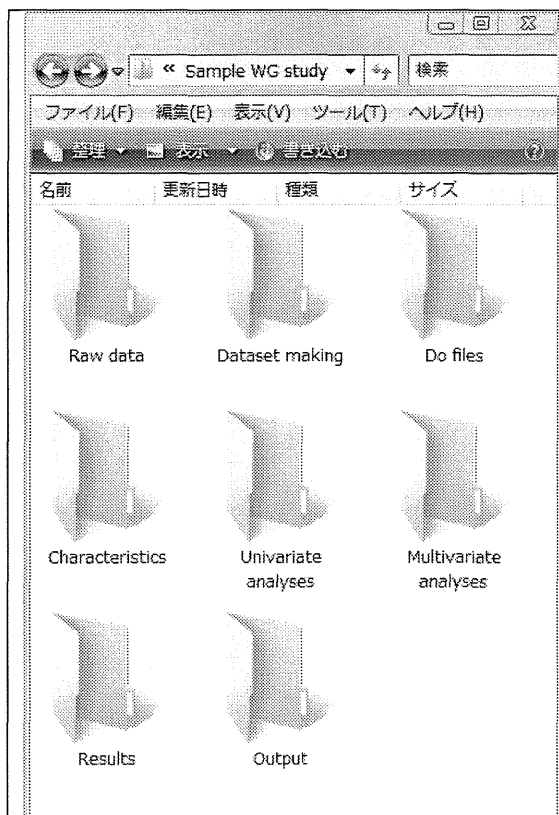 « Sample WG study 検索
ファイル(F) 編集(E) 表示(V) ツール(T) ヘルプ(H)
整理 表示 書き込む
名前 更新日時 種類 サイズ
Raw data Dataset making Do files
Characteristics Univariate analyses Multivariate analyses
Results Output